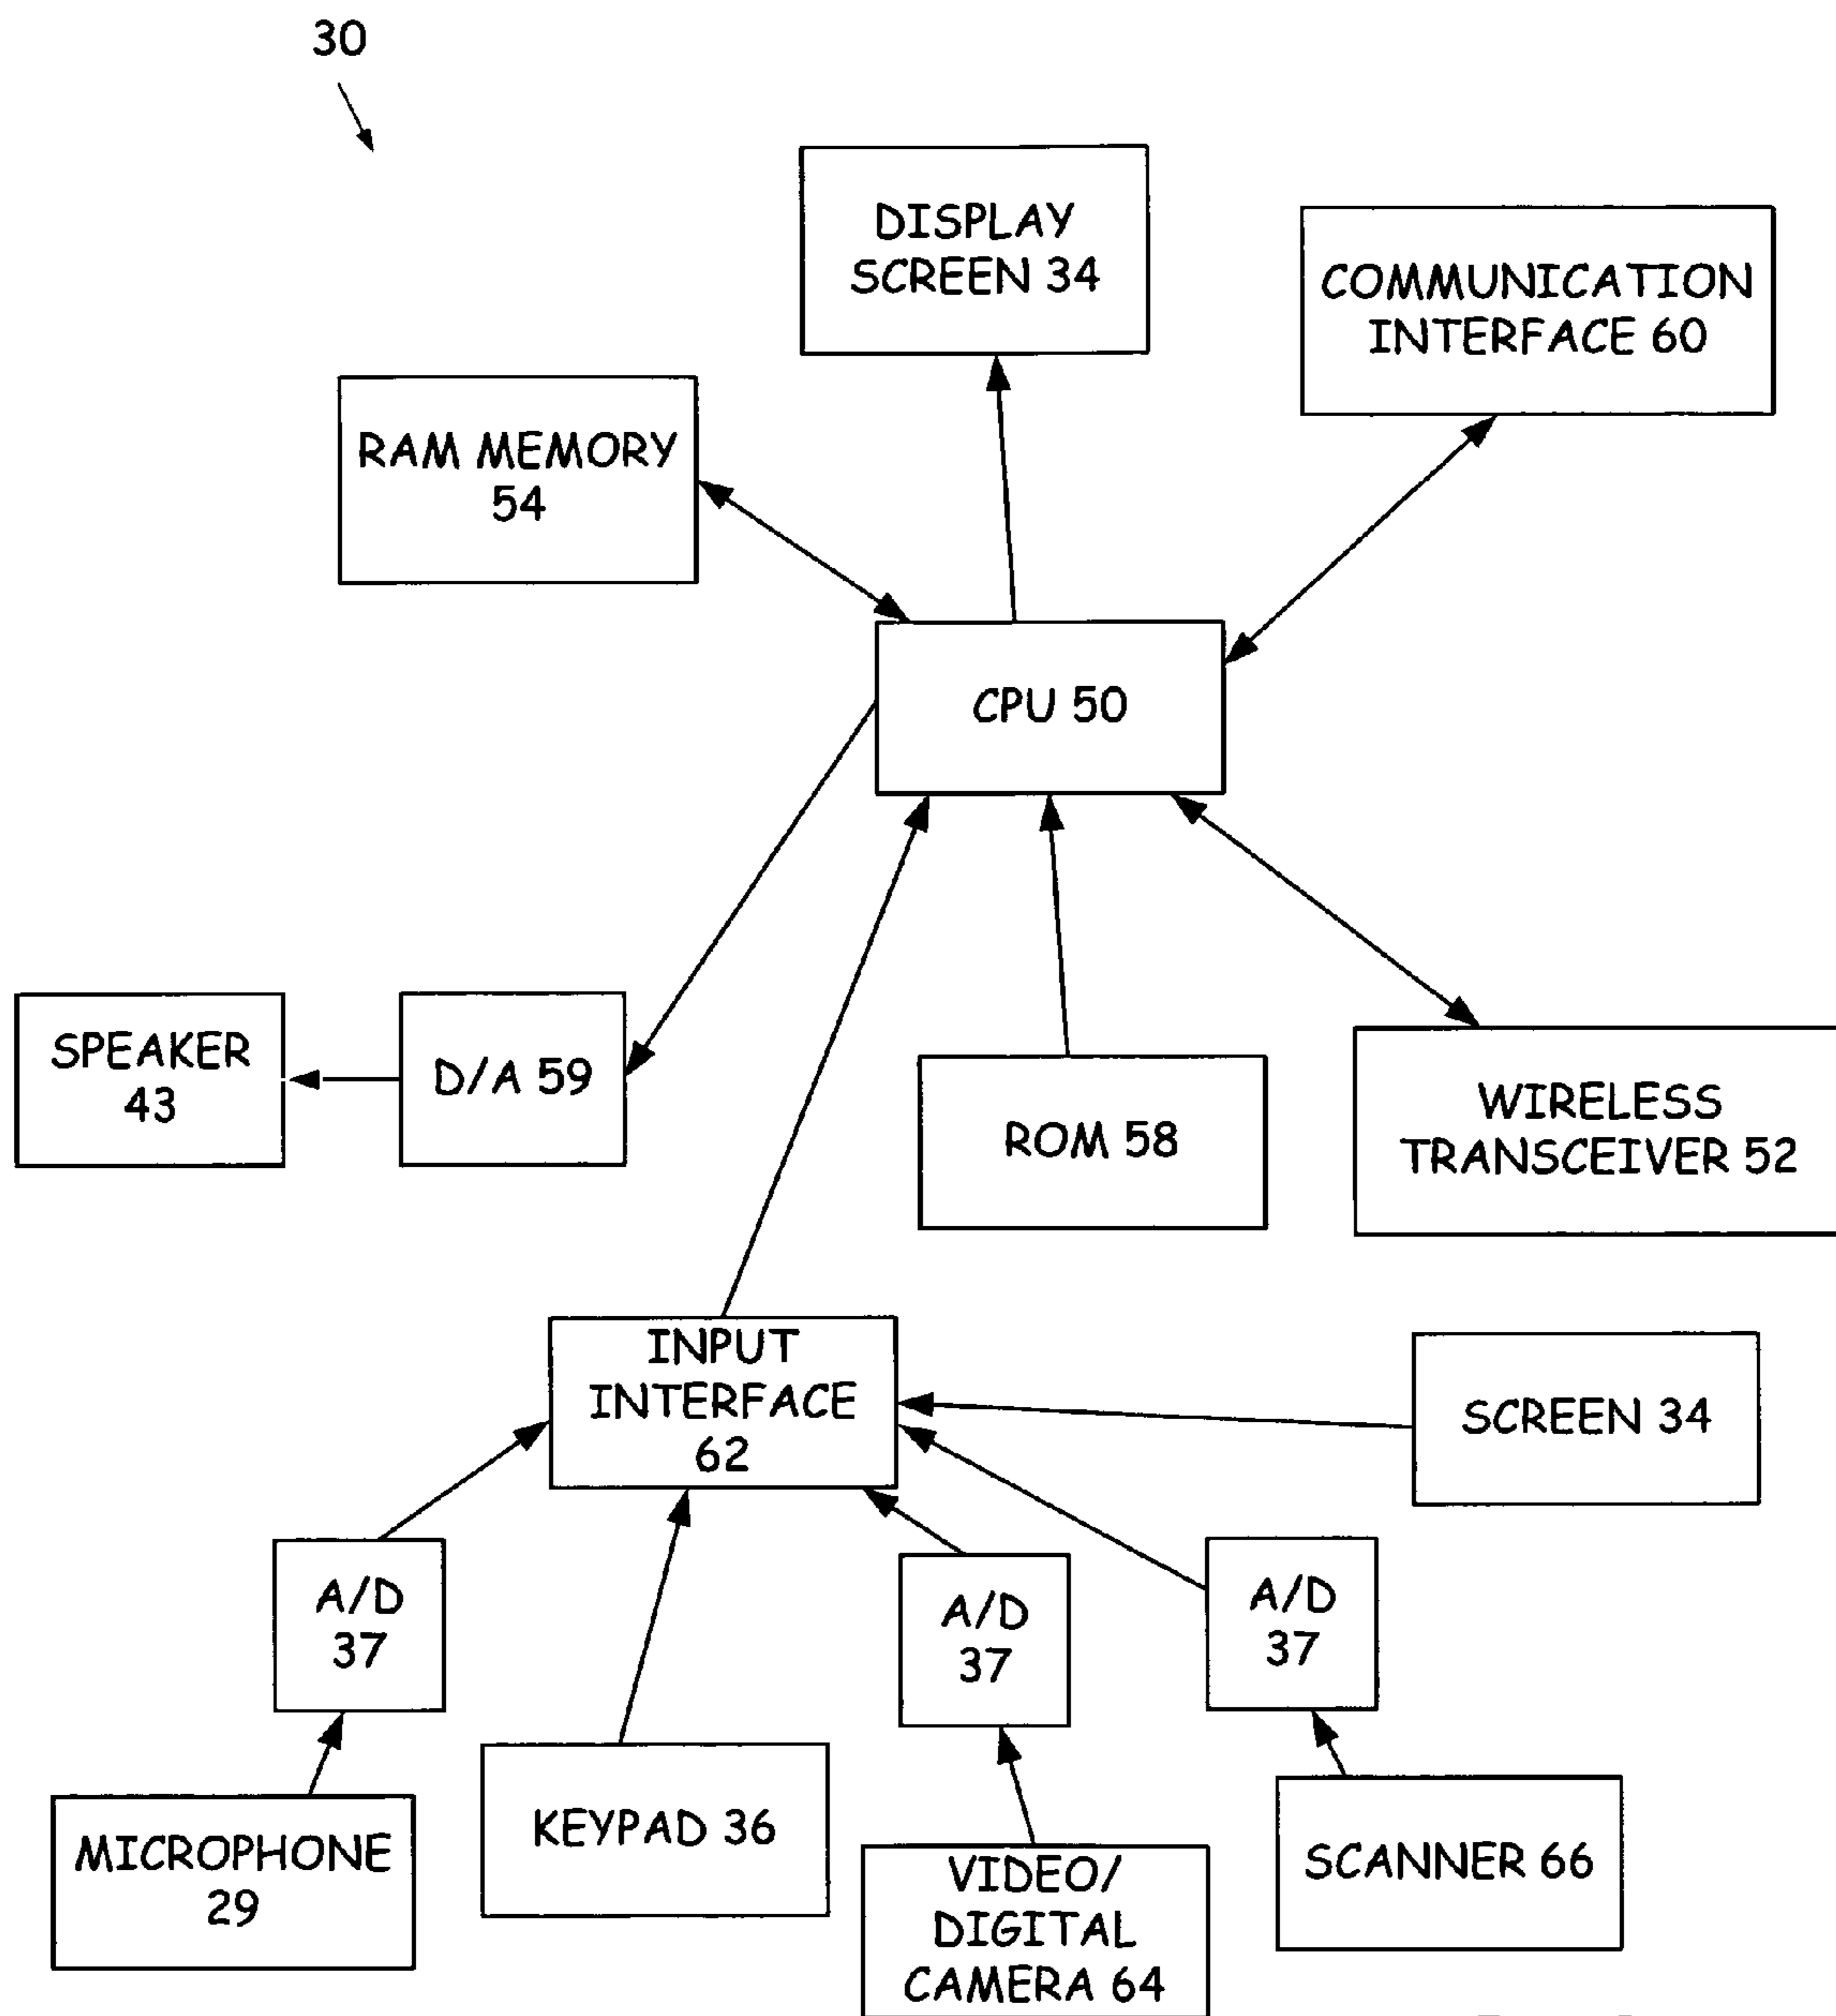 30
DISPLAY
SCREEN 34
COMMUNICATION
INTERFACE 60
RAM MEMORY
54
CPU 50
SPEAKER
43
D/A 59
ROM 58
WIRELESS
TRANSCEIVER 52
INPUT
INTERFACE
62
SCREEN 34
A/D
37
A/D
37
A/D
37
MICROPHONE
29
KEYPAD 36
VIDEO/
DIGITAL
CAMERA 64
SCANNER 66